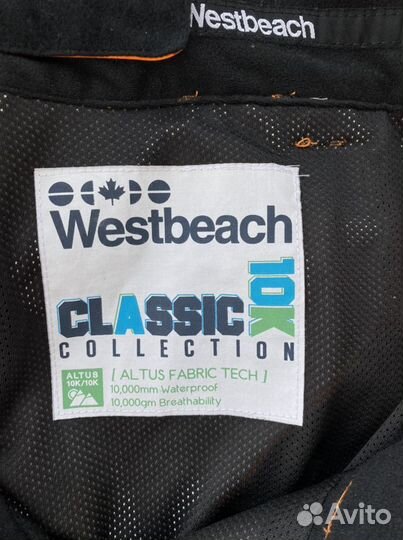 Westbeach
Westbeach
CLASSIC 10K
COLLECTION
ALTUS
10K/10K
[ ALTUS FABRIC TECH ]
10,000mm Waterproof
10,000gm Breathability
Avito